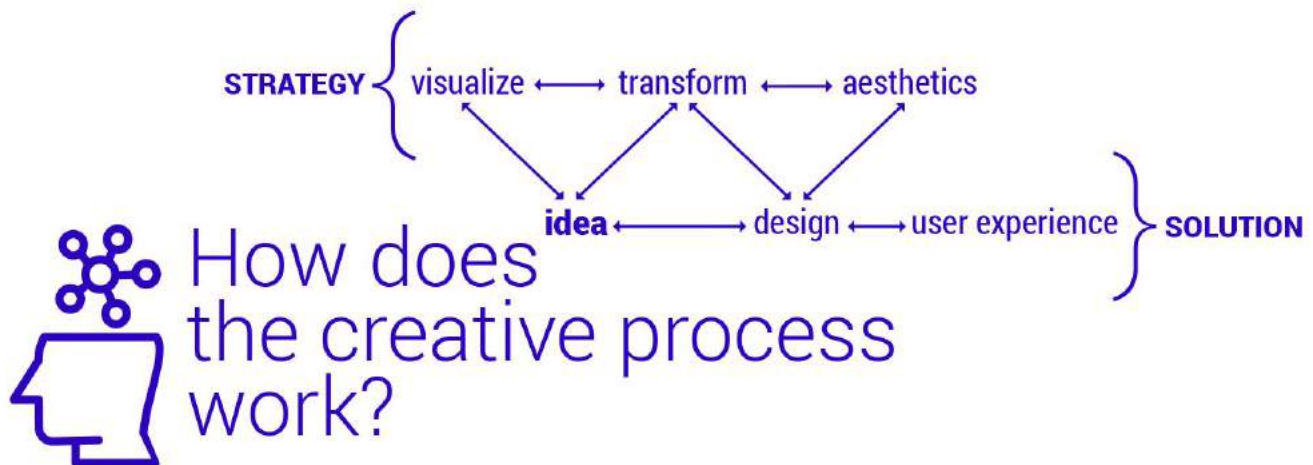 STRATEGY visualize transform aesthetics
idea design user experience SOLUTION
How does
the creative process
work?